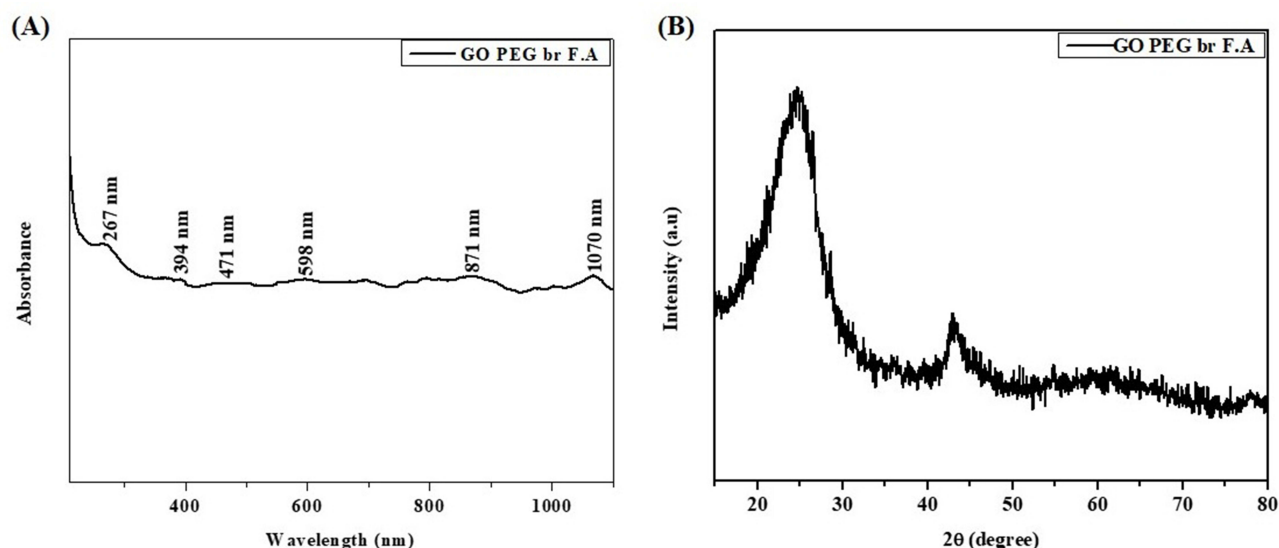 (A)
GO PEG br F.A
267 nm
394 nm
471 nm
598 nm
871 nm
1070 nm
Absorbance
400 600 800 1000
Wavelength (nm)
(B)
GO PEG br F.A
Intensity (a.u)
20 30 40 50 60 70 80
2θ (degree)